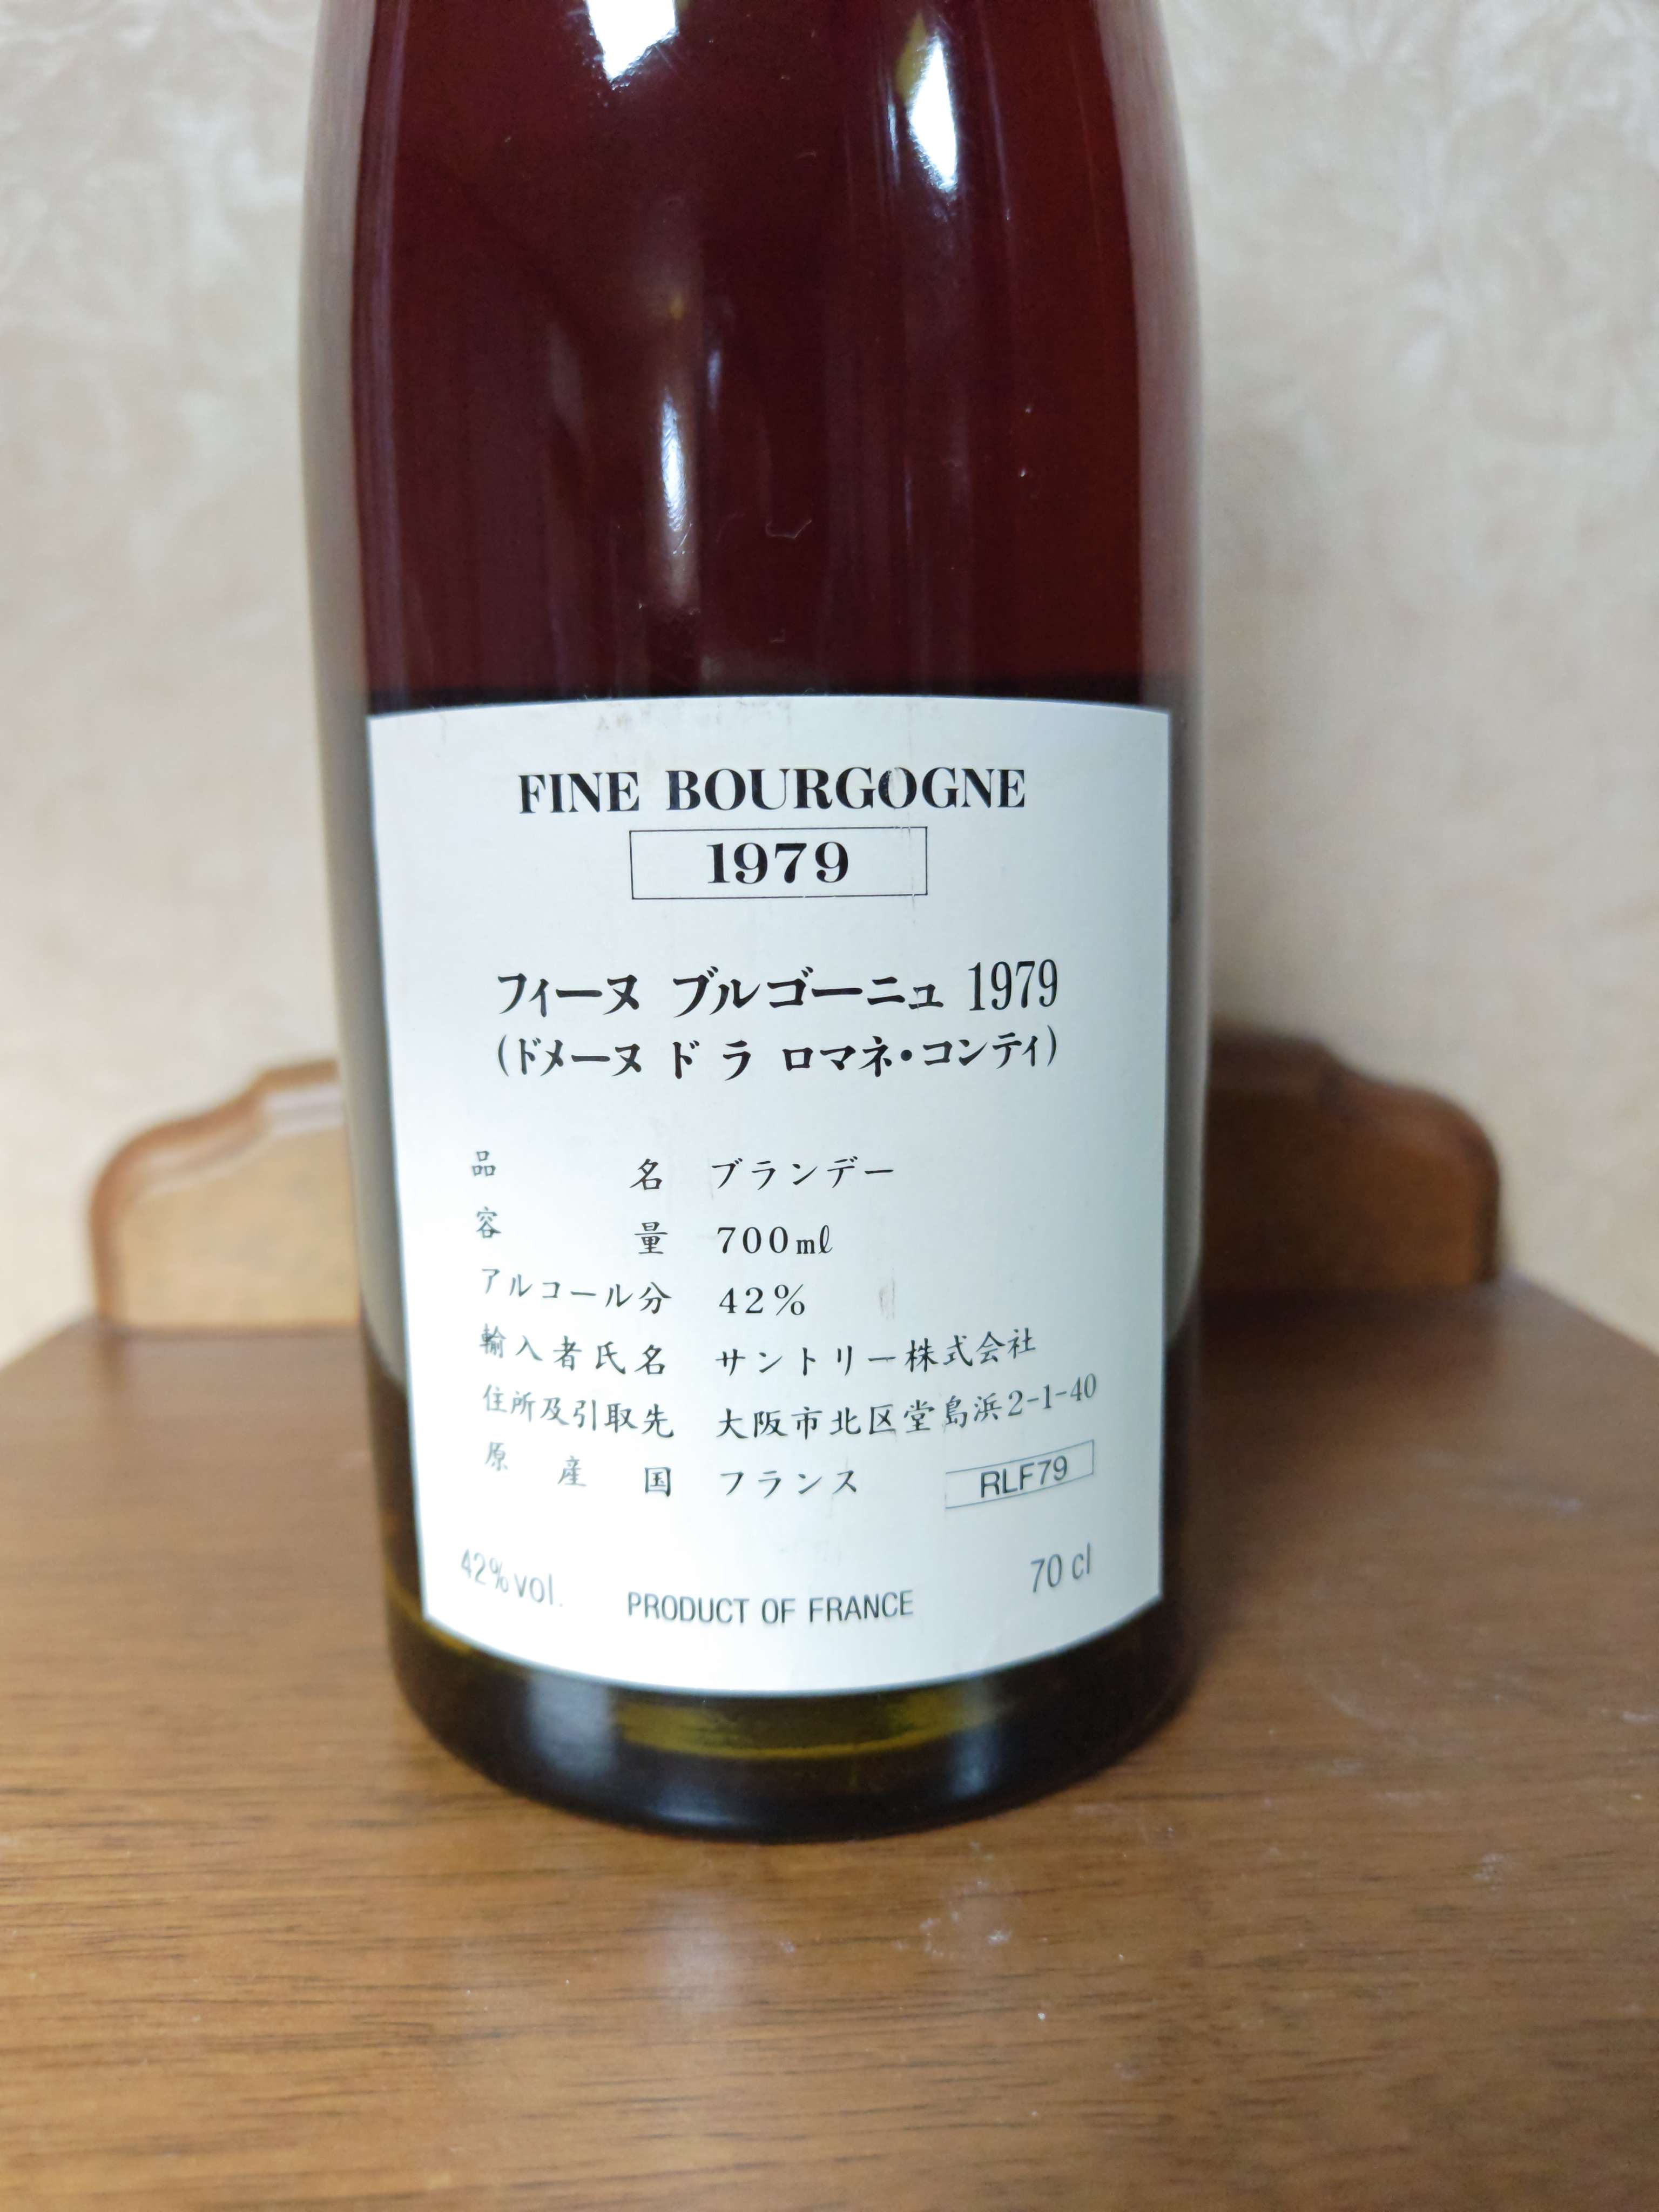 FINE BOURGOGNE
1979
フィーヌ ブルゴーニュ 1979
(ドメーヌ ド ラ ロマネ・コンティ)
品名 ブランデー
容量 700㎖
アルコール分 42%
輸入者氏名 サントリー株式会社
住所及引取先 大阪市北区堂島浜2-1-40
原産国 フランス RLF79
42%vol. PRODUCT OF FRANCE 70 cl